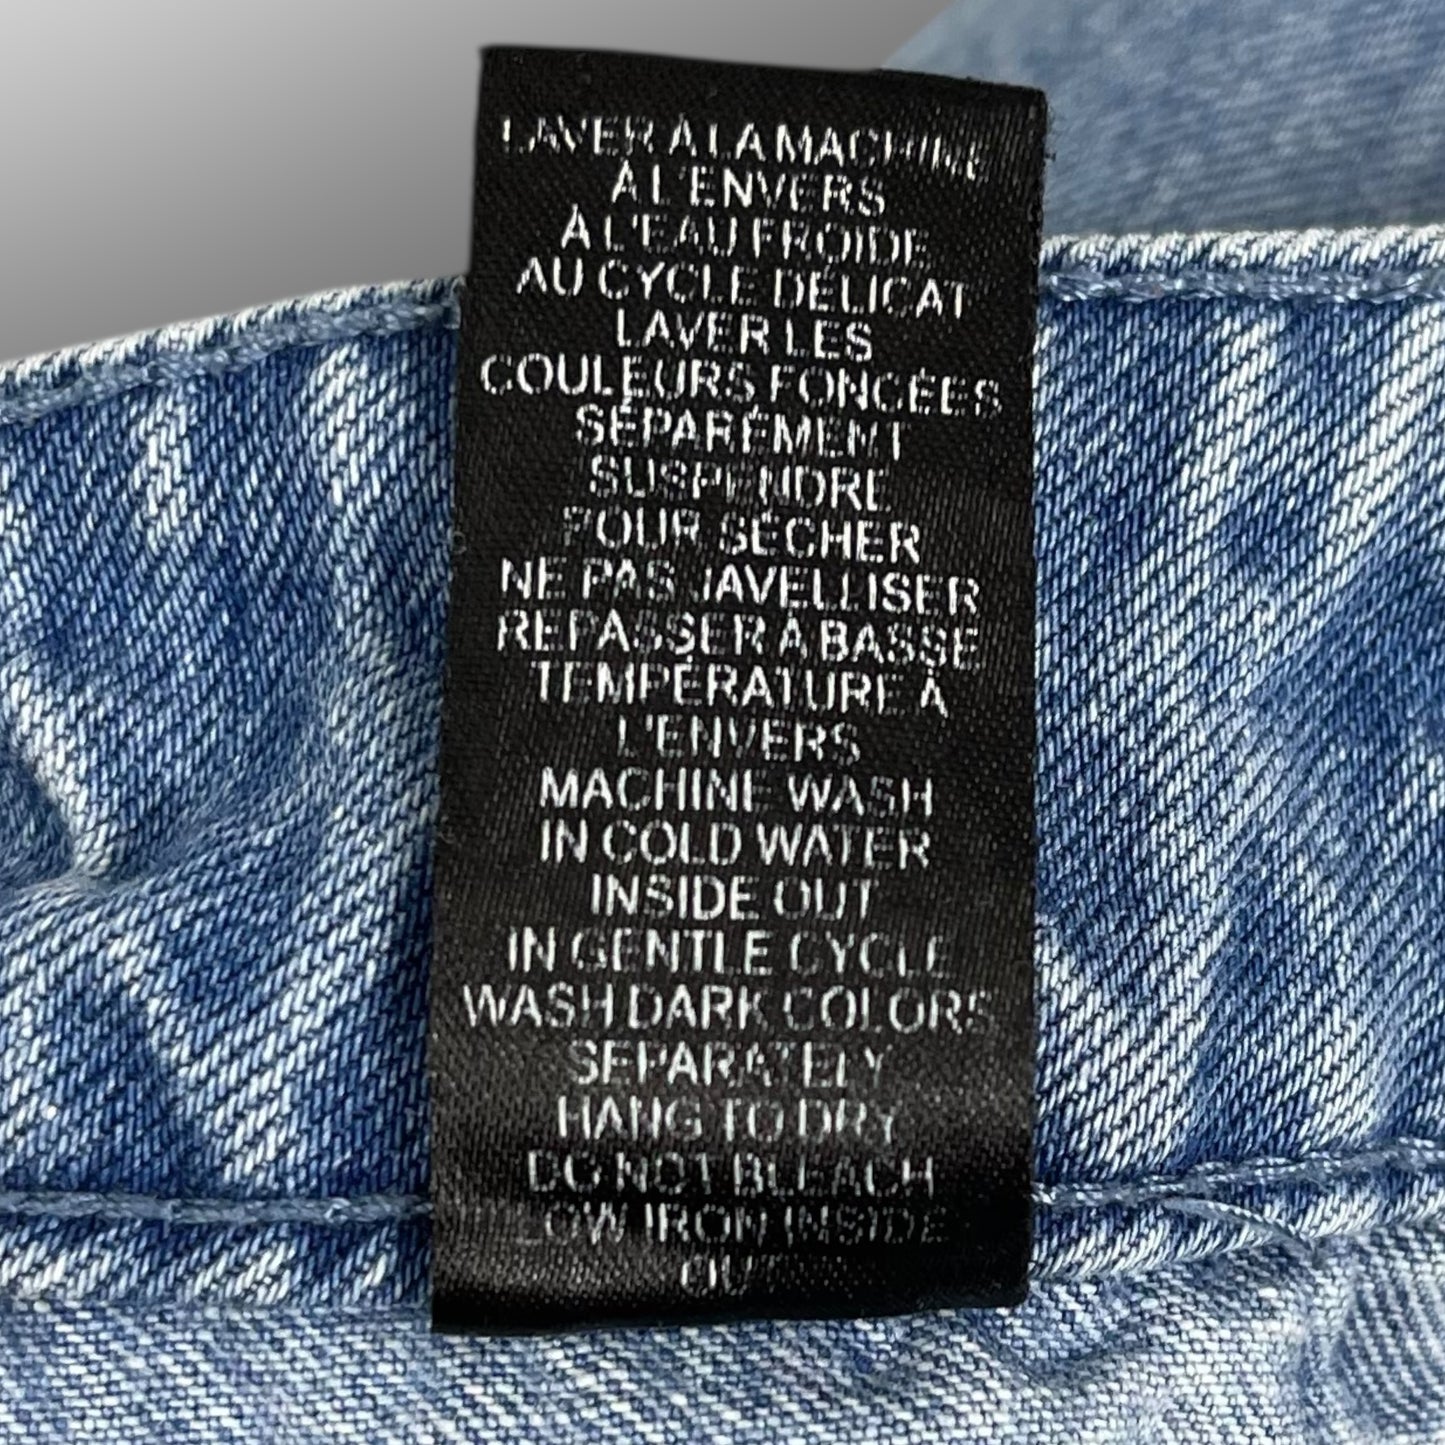 LAVER À LA MACHINE
À L'ENVERS
À L'EAU FROIDE
AU CYCLE DÉLICAT
LAVER LES
COULEURS FONCÉES
SÉPARÉMENT
SUSPENDRE
POUR SÉCHER
NE PAS JAVELLISER
REPASSER À BASSE
TEMPÉRATURE À
L'ENVERS
MACHINE WASH
IN COLD WATER
INSIDE OUT
IN GENTLE CYCLE
WASH DARK COLORS
SEPARATELY
HANG TO DRY
DO NOT BLEACH
LOW IRON INSIDE
OUT